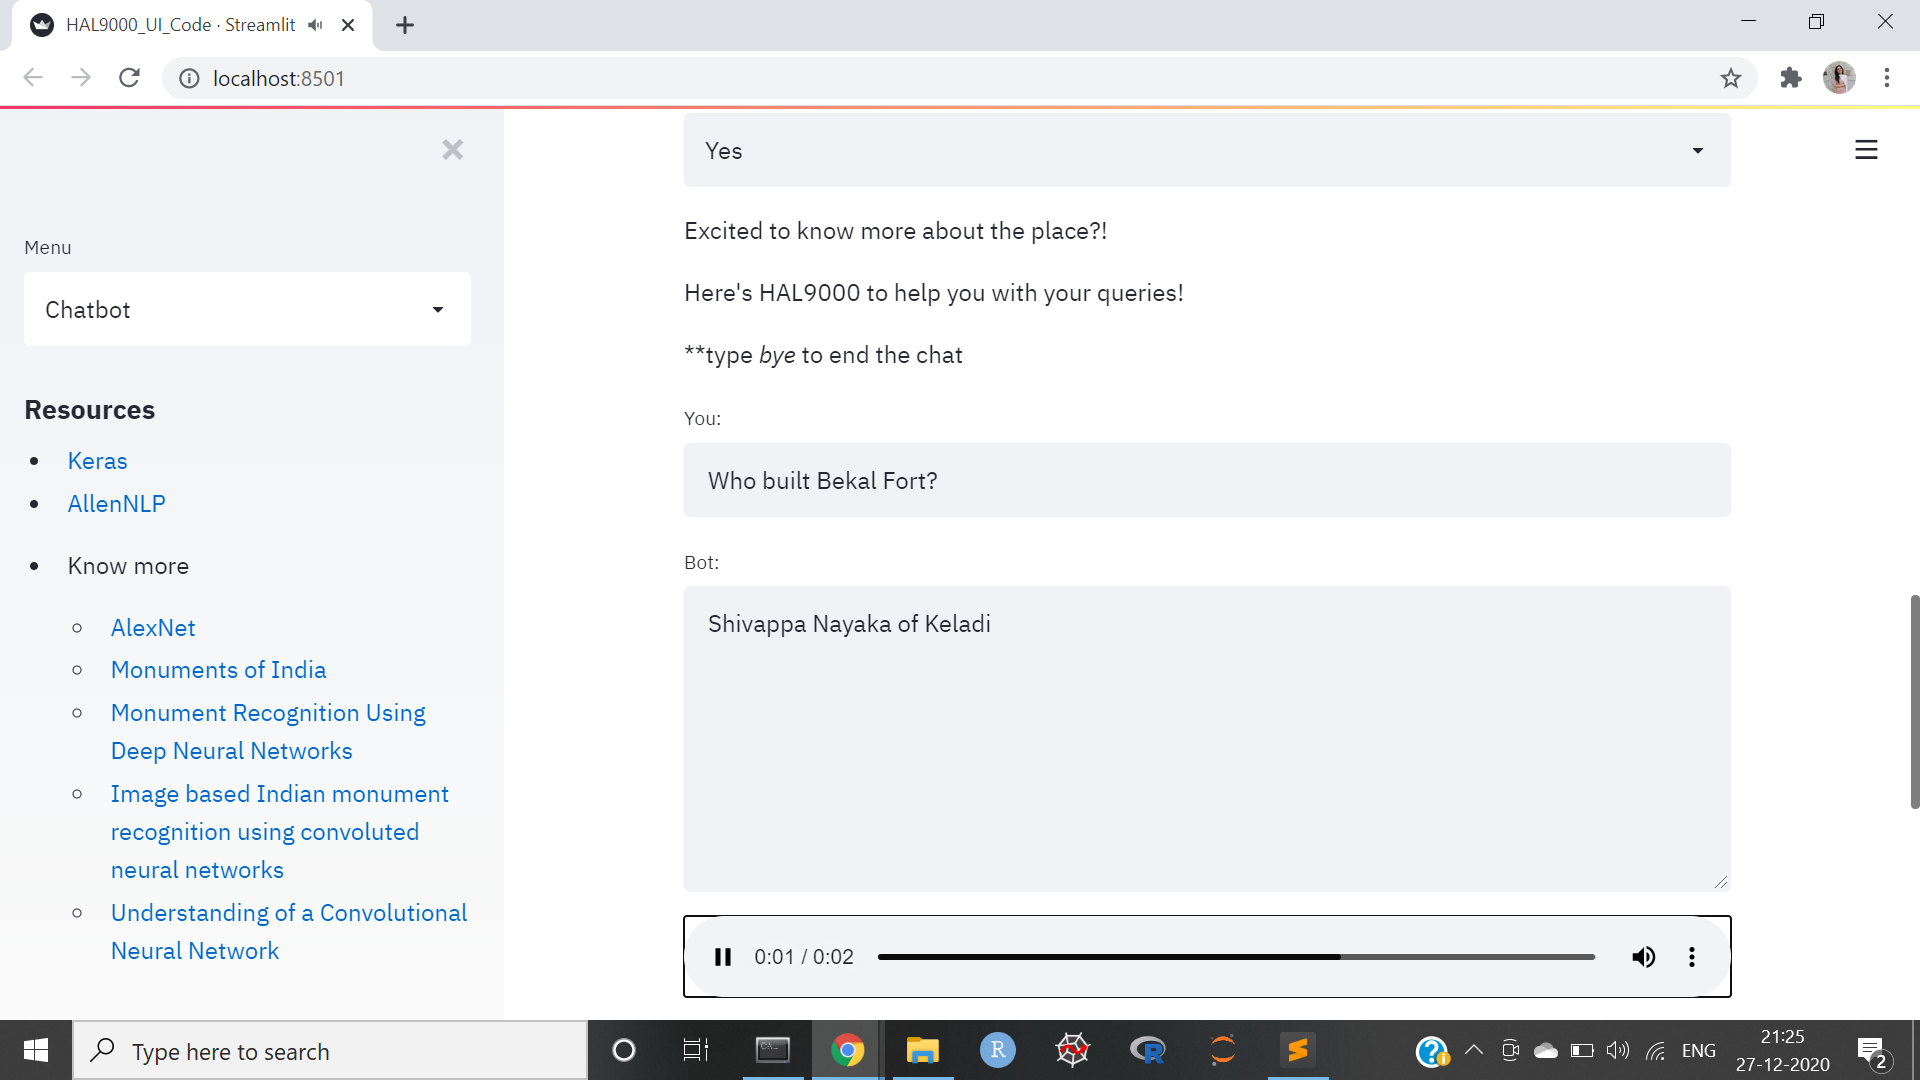 HAL9000_UI_Code · Streamlit
localhost:8501
Menu
Chatbot
Resources
Keras
AllenNLP
Know more
AlexNet
Monuments of India
Monument Recognition Using
Deep Neural Networks
Image based Indian monument
recognition using convoluted
neural networks
Understanding of a Convolutional
Neural Network
Yes
Excited to know more about the place?!
Here's HAL9000 to help you with your queries!
**type bye to end the chat
You:
Who built Bekal Fort?
Bot:
Shivappa Nayaka of Keladi
0:01 / 0:02
Type here to search
R
R
ENG
21:25
27-12-2020
2